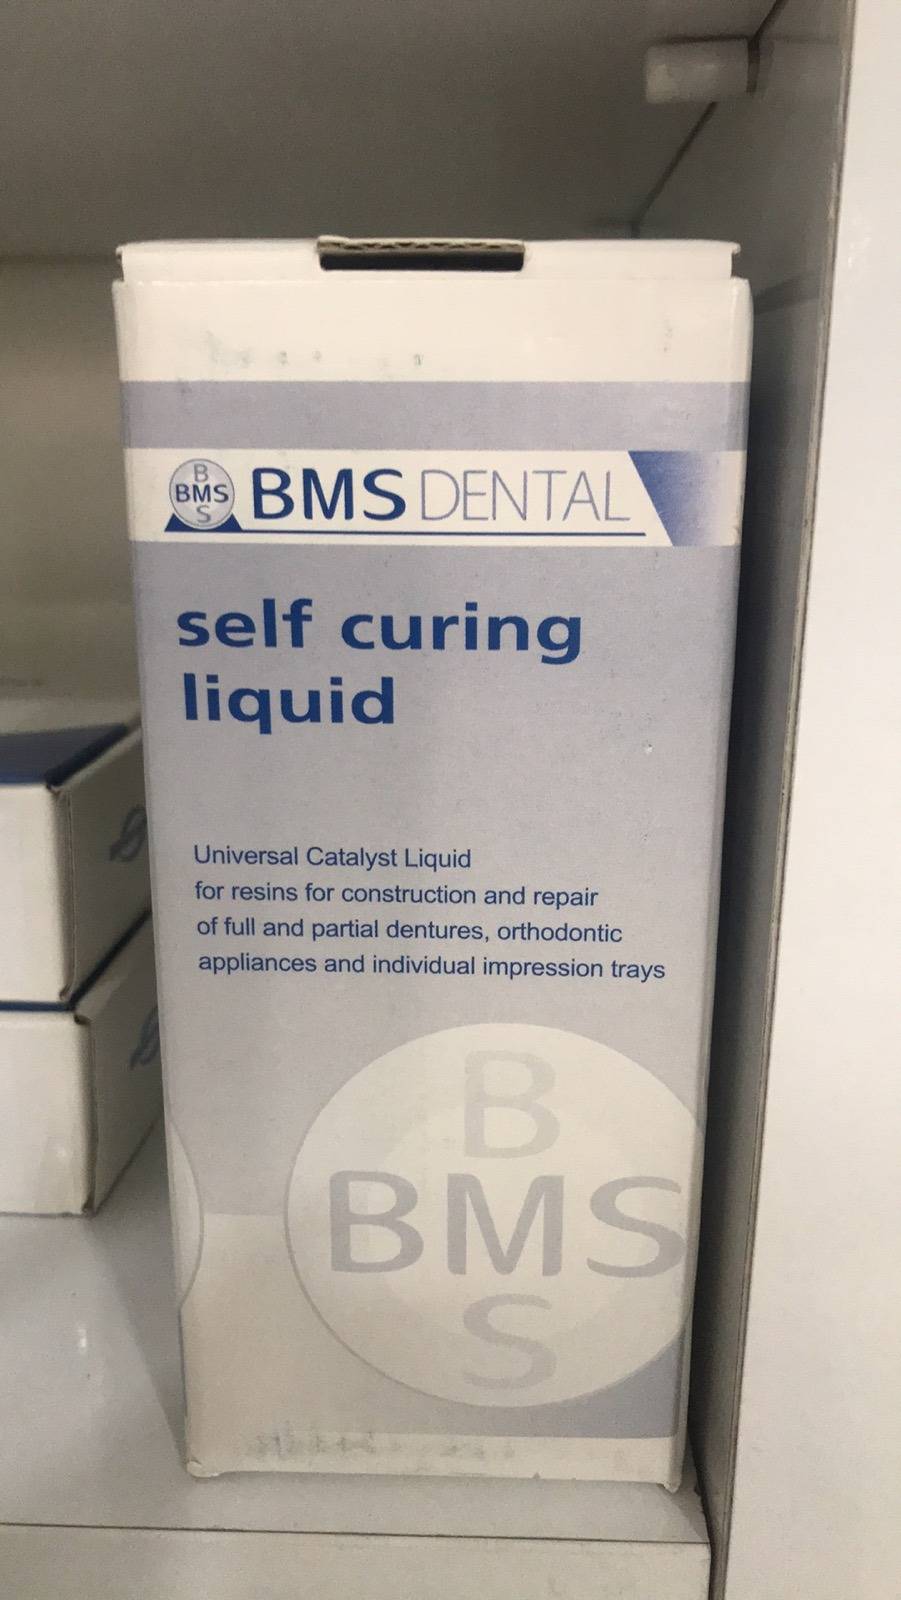 B
BMS
S
BMS DENTAL
self curing
liquid
Universal Catalyst Liquid
for resins for construction and repair
of full and partial dentures, orthodontic
appliances and individual impression trays
B
BMS
S